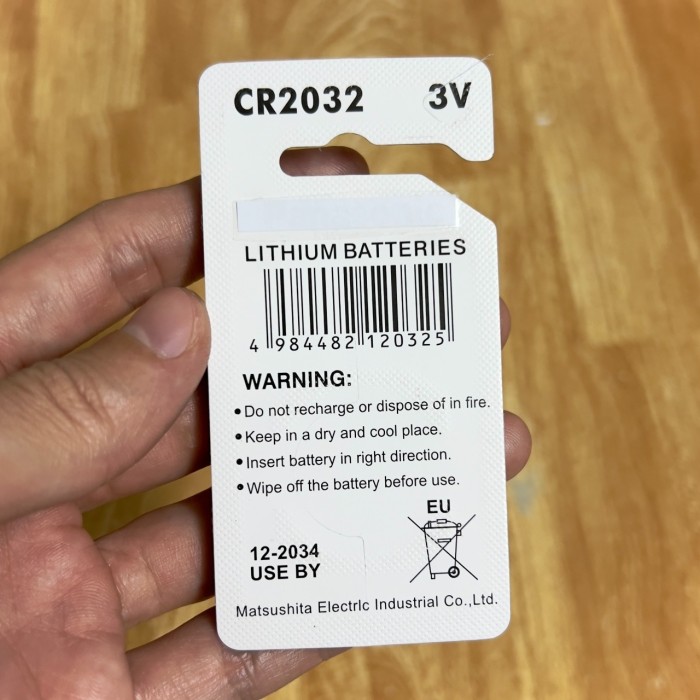 CR2032 3V
LITHIUM BATTERIES
4 984482 120325
WARNING:
• Do not recharge or dispose of in fire.
• Keep in a dry and cool place.
• Insert battery in right direction.
• Wipe off the battery before use.
EU
12-2034
USE BY
Matsushita Electric Industrial Co.,Ltd.